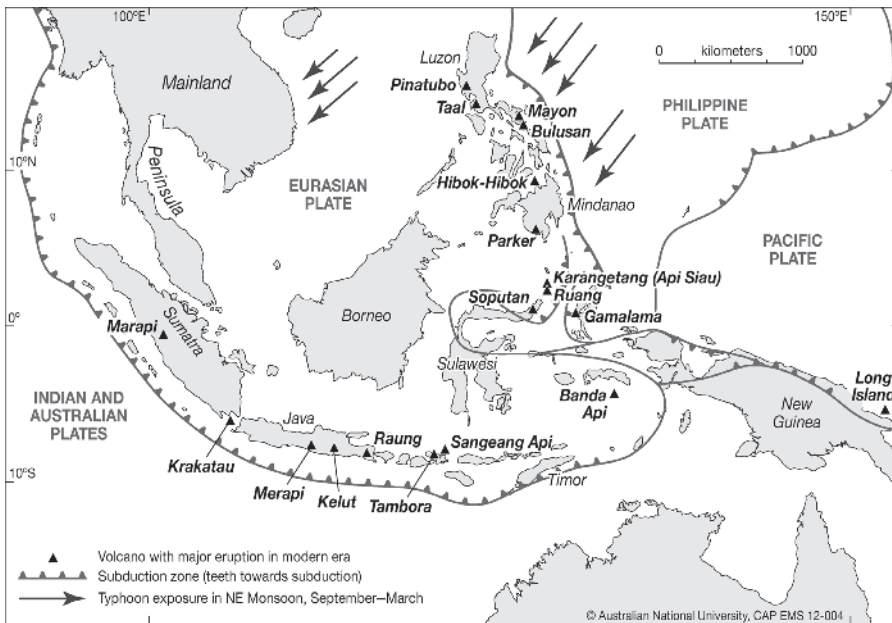 100°E
150°E
0 kilometers 1000
Luzon
Mainland
Pinatubo
Taal
Mayon
Bulusan
PHILIPPINE
PLATE
10°N
Peninsula
EURASIAN
PLATE
Hibok-Hibok
Mindanao
Parker
PACIFIC
PLATE
Karangetang (Api Siau)
Ruang
Soputan
Gamalama
Borneo
0°
Marapi
Sumatra
Sulawesi
Banda
Api
Long
Island
New
Guinea
INDIAN AND
AUSTRALIAN
PLATES
Java
Raung
Sangeang Api
10°S
Krakatau
Merapi
Kelut
Tambora
Timor
Volcano with major eruption in modern era
Subduction zone (teeth towards subduction)
Typhoon exposure in NE Monsoon, September–March
© Australian National University, CAP EMS 12-004